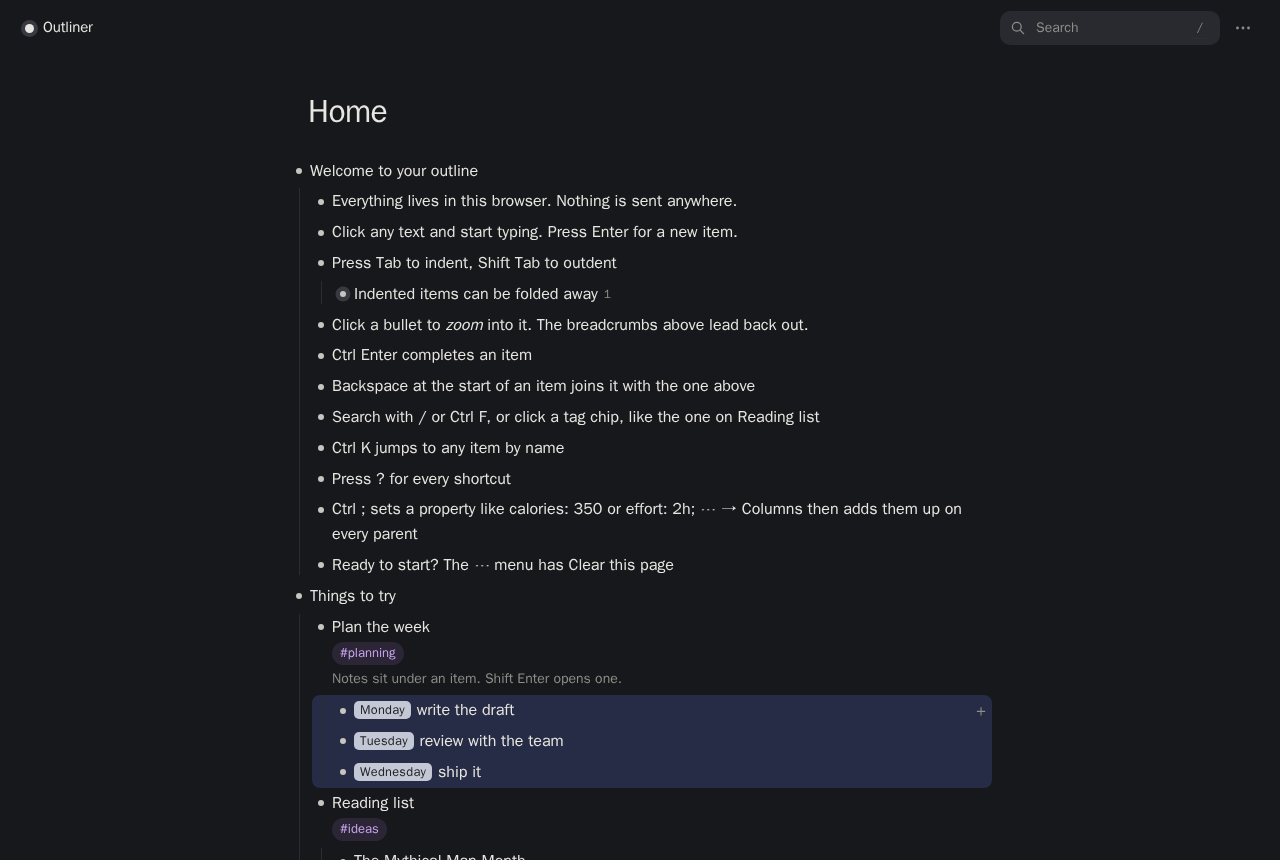 Outliner
Search /
Home
Welcome to your outline
Everything lives in this browser. Nothing is sent anywhere.
Click any text and start typing. Press Enter for a new item.
Press Tab to indent, Shift Tab to outdent
Indented items can be folded away 1
Click a bullet to zoom into it. The breadcrumbs above lead back out.
Ctrl Enter completes an item
Backspace at the start of an item joins it with the one above
Search with / or Ctrl F, or click a tag chip, like the one on Reading list
Ctrl K jumps to any item by name
Press ? for every shortcut
Ctrl ; sets a property like calories: 350 or effort: 2h; ··· → Columns then adds them up on
every parent
Ready to start? The ··· menu has Clear this page
Things to try
Plan the week
#planning
Notes sit under an item. Shift Enter opens one.
Monday write the draft
Tuesday review with the team
Wednesday ship it
Reading list
#ideas
The Mythical Man-Month